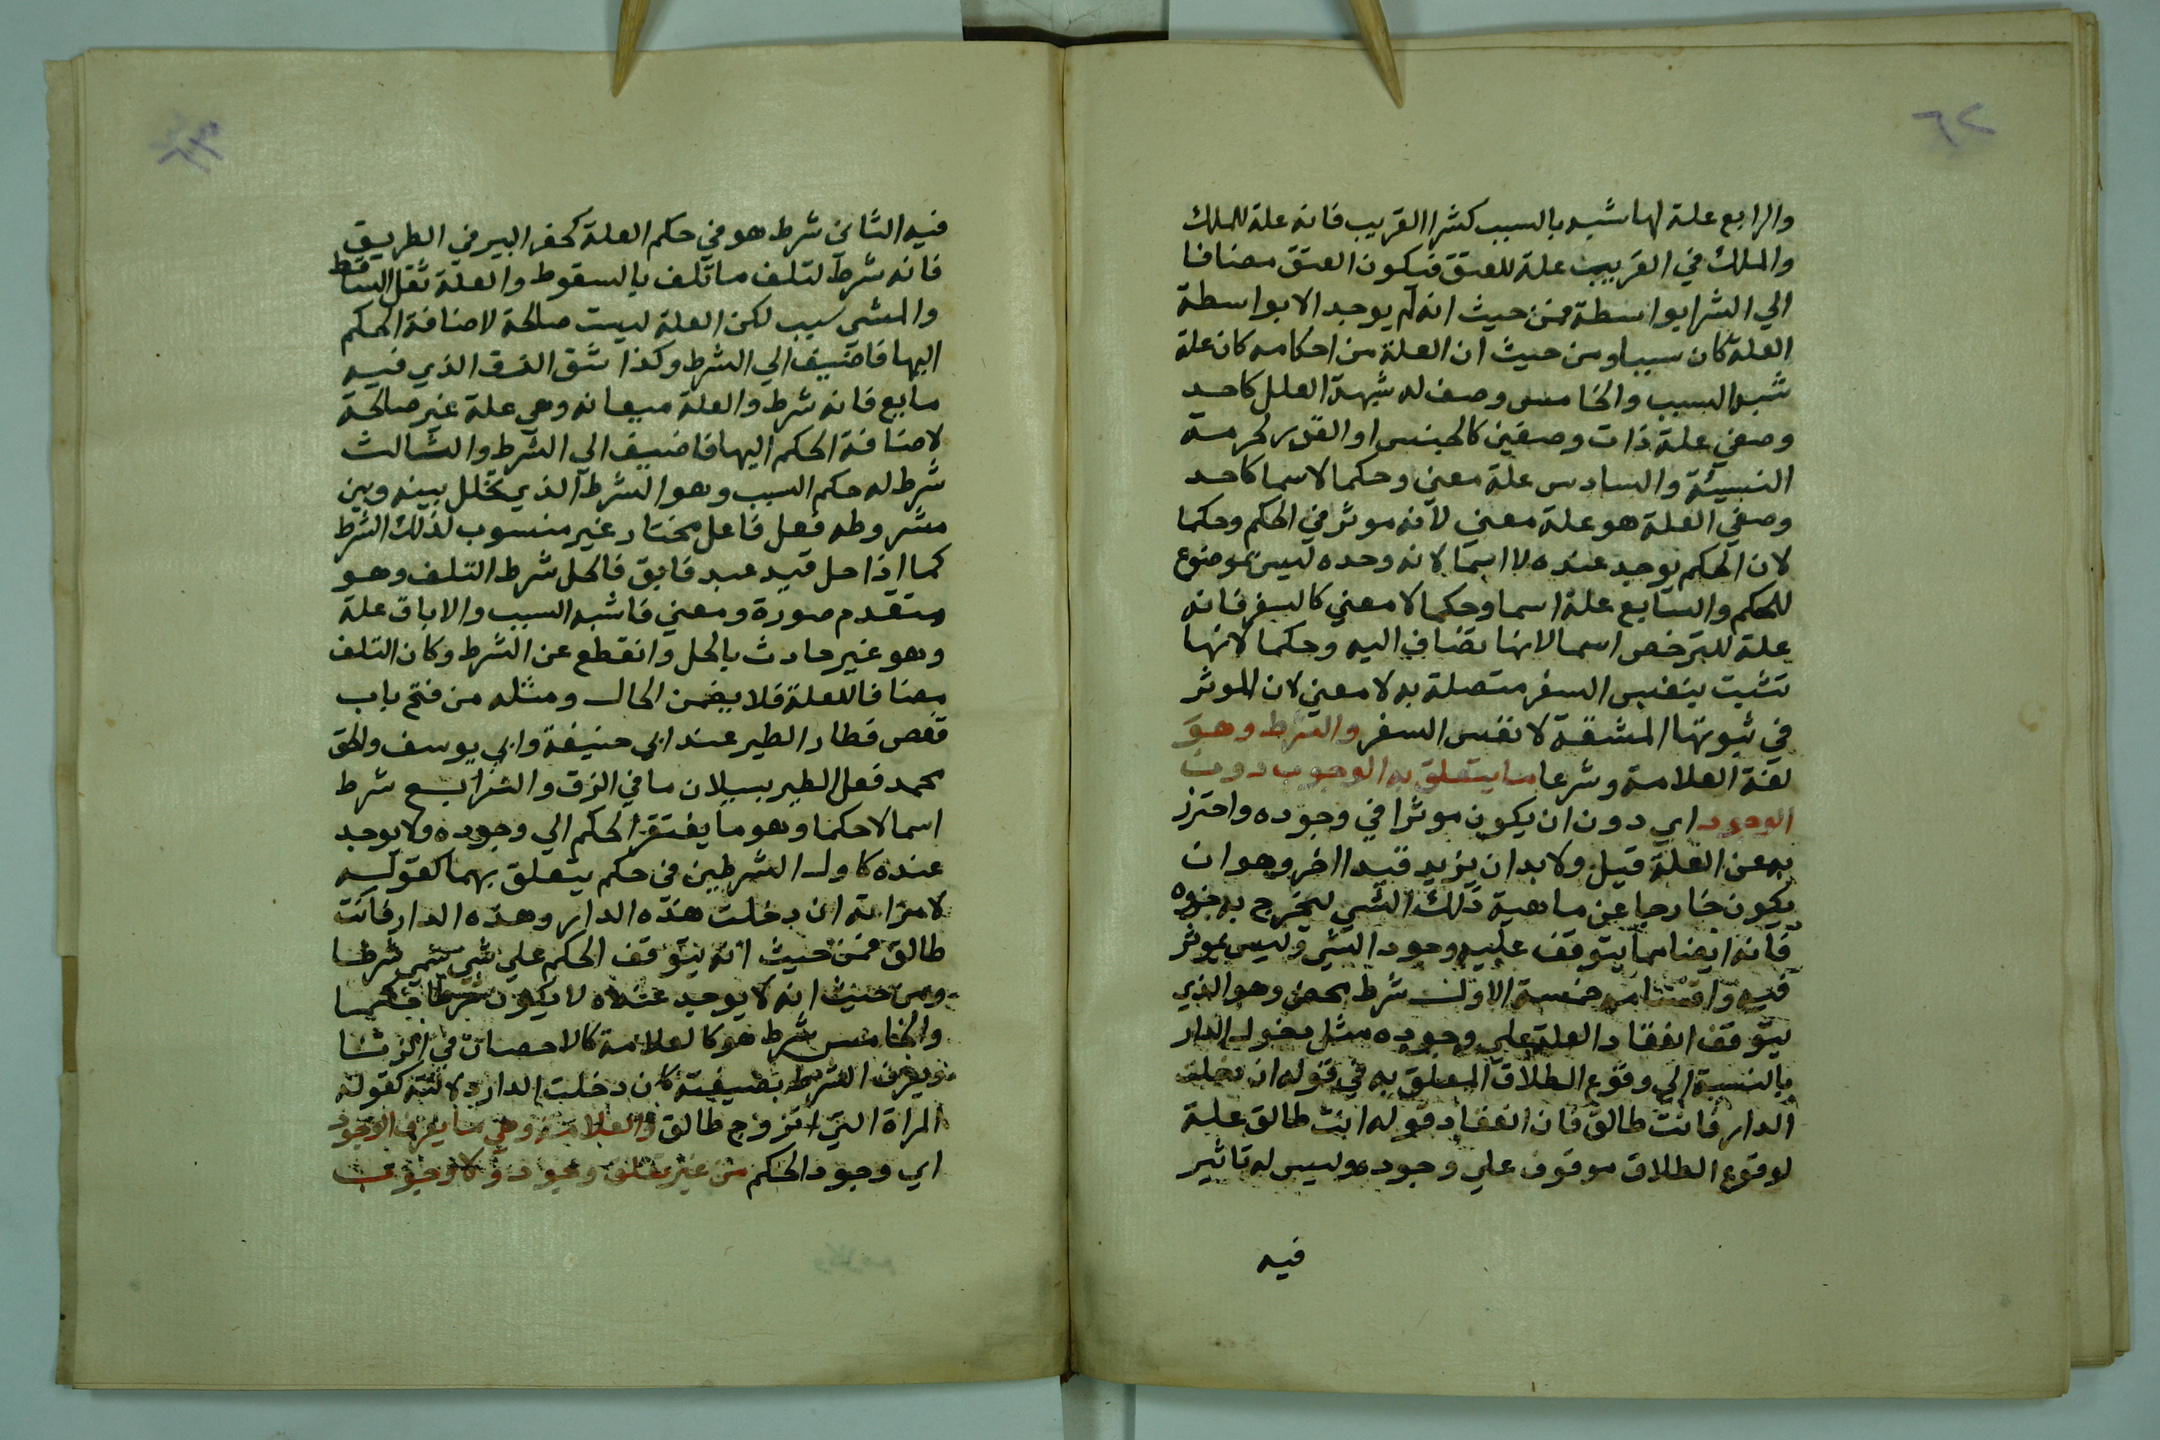 والرابع علة لها شبه بالسبب كشرا القريب فانه علة للملك
والملك في القريب علة للعتق فيكون العتق مضافا
الي الشرا بواسطة فمن حيث انه لم يوجد الا بواسطة
العلة كان سببا ومن حيث ان العلة من احكامه كان علة
شبه السبب والخامس وصف له شبهة العلل كاحد
وصفي علة ذات وصفين كالجنس او القدر لحرمة
النسيئة والسادس علة معني وحكما لا سما كاحد
وصفي العلة هو علة معني لانه موثر في الحكم وحكما
لان الحكم يوجد عنده لا اسما لانه وحده ليس بموضوع
للحكم والسابع علة اسما وحكما لا معني كالسفر فانه
علة للترخص اسما لانها تضاف اليه وحكما لانها
تثبت بنفس السفر متصلة به لا معني لان الموثر
في ثبوتها المشقة لا نفس السفر والشرط وهو
لغة العلامة وشرعا ما يتعلق به الوجوب دون
الوجود اي دون ان يكون موثرا في وجوده واحترز
به عن العلة قيل ولا بد ان يزيد قيدا اخر وهو ان
يكون خارجا عن ماهية ذلك الشي ليخرج به جزوه
فانه ايضا مما يتوقف عليه وجود الشي وليس بموثر
فيه واقسامه خمسة الاول شرط محض وهو الذي
يتوقف انعقاد العلة علي وجوده مثل دخول الدار
بالنسبة الي وقوع الطلاق المعلق به في قوله ان دخلت
الدار فانت طالق فان انعقاد قوله انت طالق علة
لوقوع الطلاق موقوف علي وجوده وليس له تاثير
فيه
فيه الثاني شرط هو في حكم العلة كحفر البير في الطريق
فانه شرط لتلف ما تلف بالسقوط والعلة ثقل الساقط
والمشي سبب لكن العلة ليست صالحة لاضافة الحكم
اليها فاضيف الي الشرط وكذا شق الزق الذي فيه
مايع فانه شرط والعلة ميعانه وهي علة غير صالحة
لاضافة الحكم اليها فاضيف الي الشرط والثالث
شرط له حكم السبب وهو الشرط الذي يتخلل بينه وبين
مشروطه فعل فاعل مختار غير منسوب لذلك الشرط
كما اذا حل قيد عبد فابق فالحل شرط التلف وهو
متقدم صورة ومعني فاشبه السبب والاباق علة
وهو غير حادث بالحل وانقطع عن الشرط وكان التلف
مضافا للعلة فلا يضمن الحال ومثله من فتح باب
قفص فطار الطير عند ابي حنيفة وابي يوسف والحق
محمد فعل الطير بسيلان ما في الزق والرابع شرط
اسما لا حكما وهو ما يفتقر الحكم الي وجوده ولا يوجد
عنده كاول الشرطين في حكم يتعلق بهما كقوله
لامراته ان دخلت هذه الدار وهذه الدار فانت
طالق فمن حيث انه يتوقف الحكم علي شي سمي شرطا
ومن حيث انه لا يوجد عنده لا يكون شرطا حكما
والخامس شرط هو كالعلامة كالاحصان في الزنا
ويعرف الشرط بصيغته كان دخلت الدار ودلالته كقوله
المراة التي اتزوج طالق والعلامة وهي ما يعرف الوجود
اي وجود الحكم من غير تعلق وجود ولا وجوب